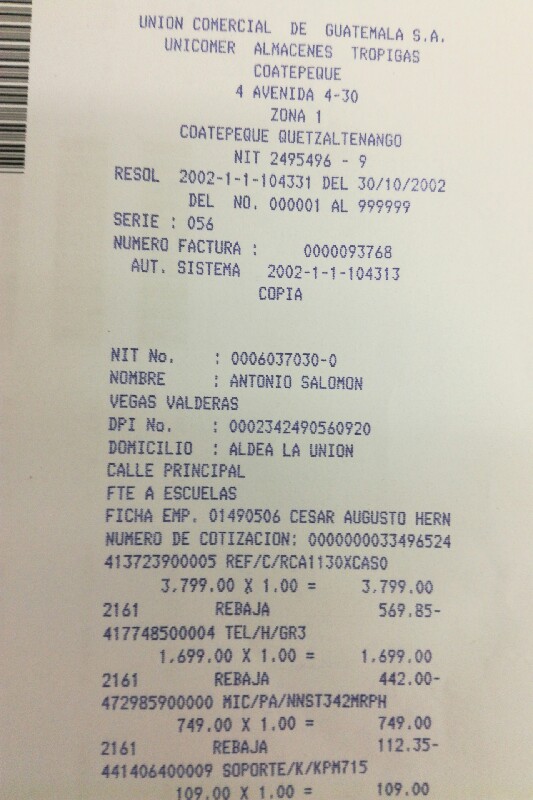 UNION COMERCIAL DE GUATEMALA S.A.
UNICOMER ALMACENES TROPIGAS
COATEPEQUE
4 AVENIDA 4-30
ZONA 1
COATEPEQUE QUETZALTENANGO
NIT 2495496 - 9
RESOL 2002-1-1-104331 DEL 30/10/2002
DEL NO. 000001 AL 999999
SERIE : 056
NUMERO FACTURA : 0000093768
AUT. SISTEMA 2002-1-1-104313
COPIA
NIT No. : 0006037030-0
NOMBRE : ANTONIO SALOMON
VEGAS VALDERAS
DPI No. : 0002342490560920
DOMICILIO : ALDEA LA UNION
CALLE PRINCIPAL
FTE A ESCUELAS
FICHA EMP. 01490506 CESAR AUGUSTO HERN
NUMERO DE COTIZACION: 0000000033496524
413723900005 REF/C/RCA1130XCASO
3,799.00 X 1.00 = 3,799.00
2161 REBAJA 569.85-
417748500004 TEL/H/GR3
1,699.00 X 1.00 = 1,699.00
2161 REBAJA 442.00-
472985900000 MIC/PA/NNST342MRPH
749.00 X 1.00 = 749.00
2161 REBAJA 112.35-
441406400009 SOPORTE/K/KPM715
109.00 X 1.00 = 109.00